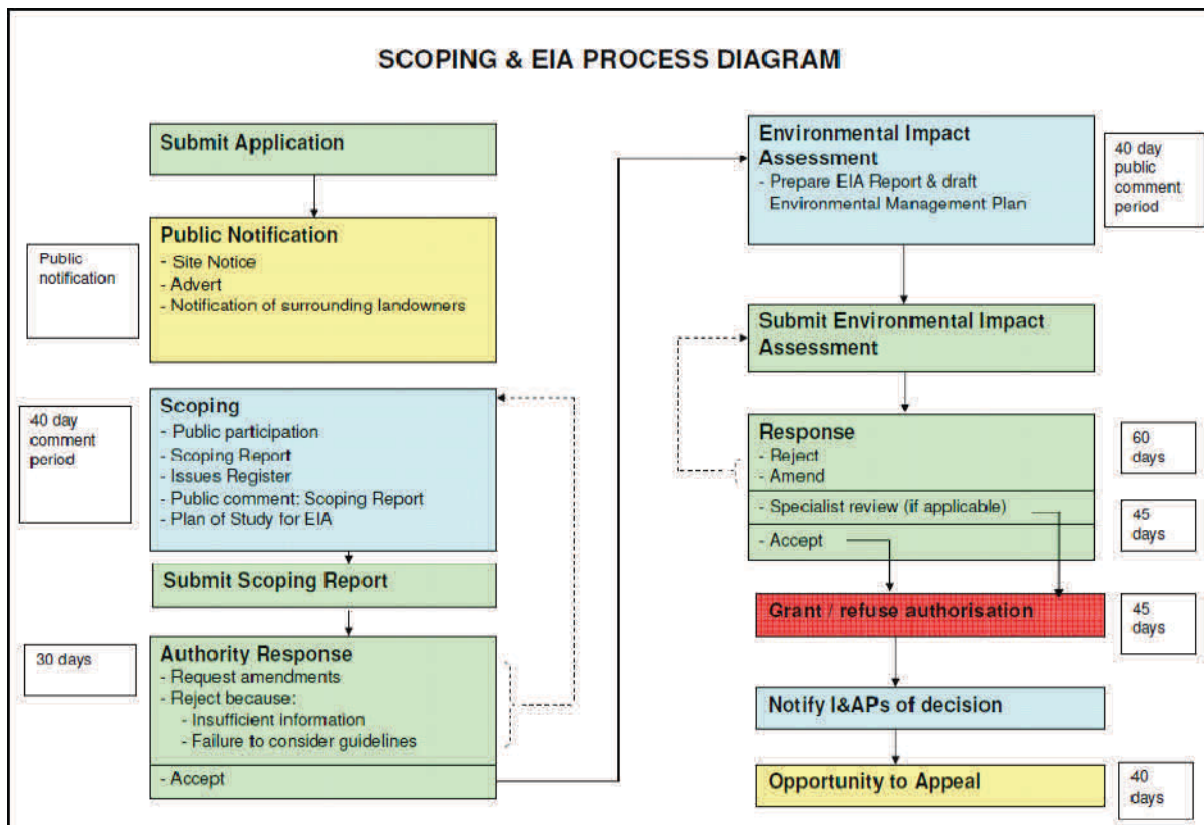 SCOPING & EIA PROCESS DIAGRAM
Submit Application
Public
notification
Public Notification
- Site Notice
- Advert
- Notification of surrounding landowners
40 day
comment
period
Scoping
- Public participation
- Scoping Report
- Issues Register
- Public comment: Scoping Report
- Plan of Study for EIA
Submit Scoping Report
30 days
Authority Response
- Request amendments
- Reject because:
- Insufficient information
- Failure to consider guidelines
- Accept
Environmental Impact
Assessment
- Prepare EIA Report & draft
Environmental Management Plan
40 day
public
comment
period
Submit Environmental Impact
Assessment
Response
- Reject
- Amend
60
days
- Specialist review (if applicable)
- Accept
45
days
Grant / refuse authorisation
45
days
Notify I&APs of decision
Opportunity to Appeal
40
days